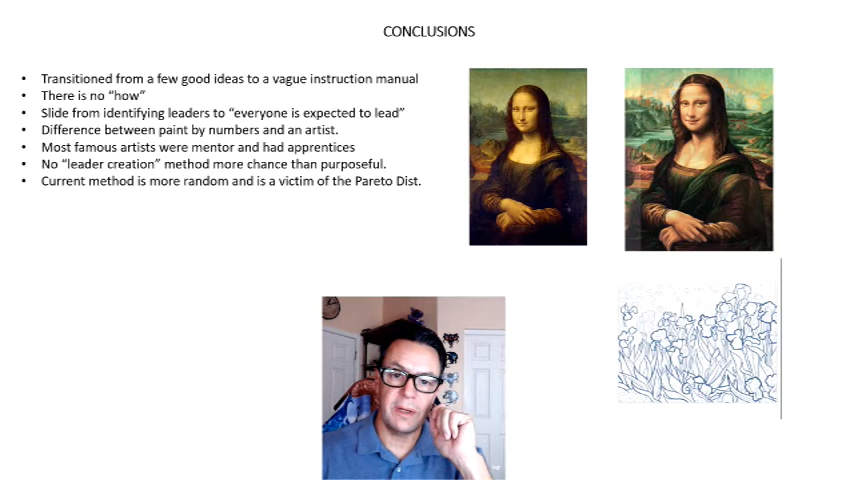 CONCLUSIONS
• Transitioned from a few good ideas to a vague instruction manual
• There is no “how”
• Slide from identifying leaders to “everyone is expected to lead”
• Difference between paint by numbers and an artist.
• Most famous artists were mentor and had apprentices
• No “leader creation” method more chance than purposeful.
• Current method is more random and is a victim of the Pareto Dist.